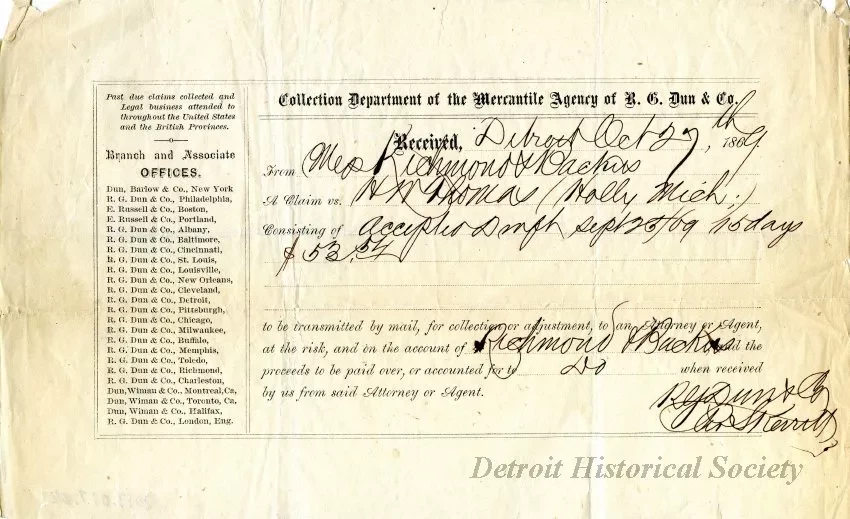 Past due claims collected and
Legal business attended to
throughout the United States
and the British Provinces.
Branch and Associate
OFFICES.
Dun, Barlow & Co., New York
R. G. Dun & Co., Philadelphia,
E. Russell & Co., Boston,
E. Russell & Co., Portland,
R. G. Dun & Co., Albany,
R. G. Dun & Co., Baltimore,
R. G. Dun & Co., Cincinnati,
R. G. Dun & Co., St. Louis,
R. G. Dun & Co., Louisville,
R. G. Dun & Co., New Orleans,
R. G. Dun & Co., Cleveland,
R. G. Dun & Co., Detroit,
R. G. Dun & Co., Pittsburgh,
R. G. Dun & Co., Chicago,
R. G. Dun & Co., Milwaukee,
R. G. Dun & Co., Buffalo,
R. G. Dun & Co., Memphis,
R. G. Dun & Co., Toledo,
R. G. Dun & Co., Richmond,
R. G. Dun & Co., Charleston,
Dun, Wiman & Co., Montreal, Ca,
Dun, Wiman & Co., Toronto, Ca,
Dun, Wiman & Co., Halifax,
R. G. Dun & Co., London, Eng.
Collection Department of the Mercantile Agency of R. G. Dun & Co.
Received, Detroit Oct 27th, 1869
From Mess Richmond & Backus
A Claim vs. H W Thomas (Holly Mich.)
Consisting of Accepted Draft Sept 25/69 15 days
$53.54
to be transmitted by mail, for collection or adjustment, to an Attorney or Agent,
at the risk, and on the account of Richmond & Backus and the
proceeds to be paid over, or accounted for to Do when received
by us from said Attorney or Agent.
R G Dun & Co
Detroit Historical Society